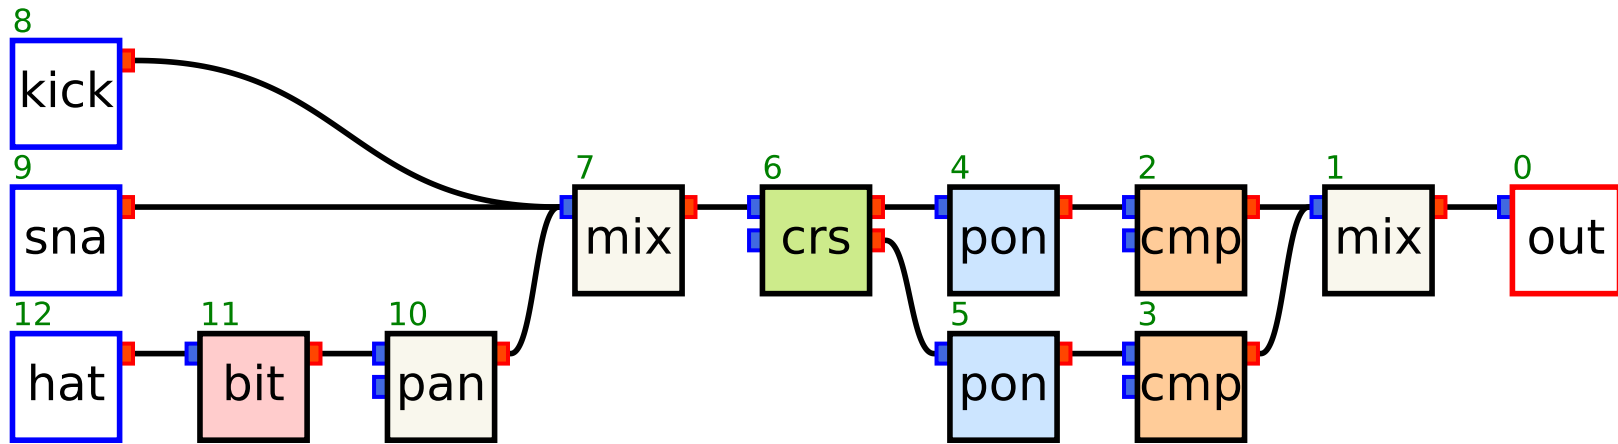 8
kick
9 7 6 4 2 1 0
sna mix crs pon cmp mix out
12 11 10 5 3
hat bit pan pon cmp